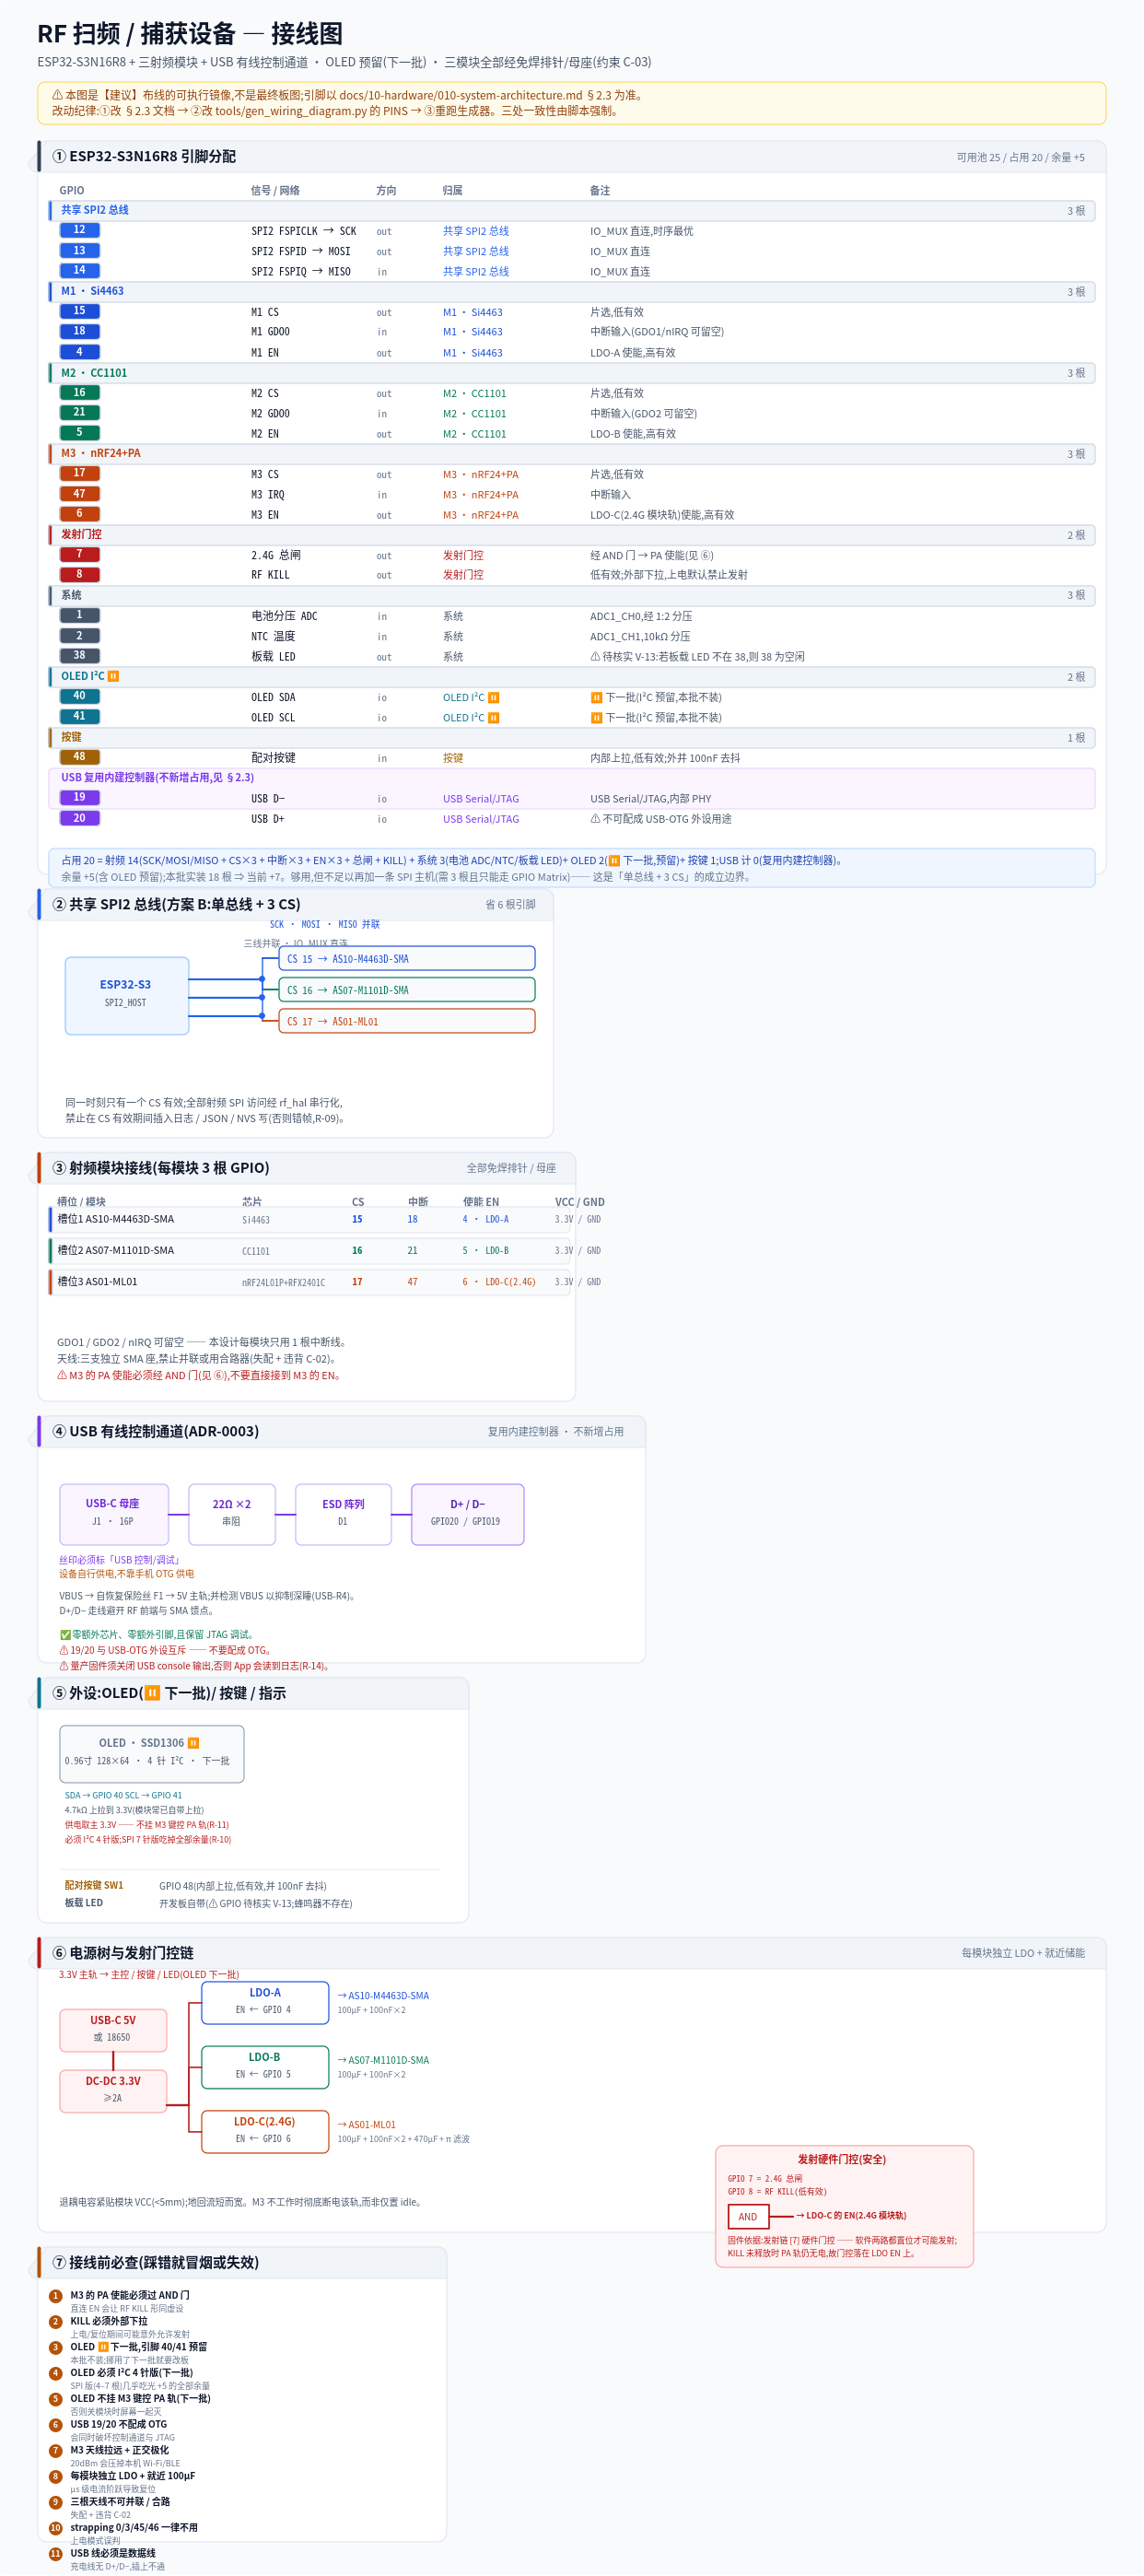 RF 扫频 / 捕获设备 — 接线图
ESP32-S3N16R8 + 三射频模块 + USB 有线控制通道 · OLED 预留(下一批) · 三模块全部经免焊排针/母座(约束 C-03)
⚠ 本图是【建议】布线的可执行镜像,不是最终板图;引脚以 docs/10-hardware/010-system-architecture.md §2.3 为准。
改动纪律:①改 §2.3 文档 → ②改 tools/gen_wiring_diagram.py 的 PINS → ③重跑生成器。三处一致性由脚本强制。
① ESP32-S3N16R8 引脚分配 可用池 25 / 占用 20 / 余量 +5
GPIO 信号 / 网络 方向 归属 备注
共享 SPI2 总线 3 根
12 SPI2 FSPICLK → SCK out 共享 SPI2 总线 IO_MUX 直连,时序最优
13 SPI2 FSPID → MOSI out 共享 SPI2 总线 IO_MUX 直连
14 SPI2 FSPIQ → MISO in 共享 SPI2 总线 IO_MUX 直连
M1 · Si4463 3 根
15 M1 CS out M1 · Si4463 片选,低有效
18 M1 GDO0 in M1 · Si4463 中断输入(GDO1/nIRQ 可留空)
4 M1 EN out M1 · Si4463 LDO-A 使能,高有效
M2 · CC1101 3 根
16 M2 CS out M2 · CC1101 片选,低有效
21 M2 GDO0 in M2 · CC1101 中断输入(GDO2 可留空)
5 M2 EN out M2 · CC1101 LDO-B 使能,高有效
M3 · nRF24+PA 3 根
17 M3 CS out M3 · nRF24+PA 片选,低有效
47 M3 IRQ in M3 · nRF24+PA 中断输入
6 M3 EN out M3 · nRF24+PA LDO-C(2.4G 模块轨)使能,高有效
发射门控 2 根
7 2.4G 总闸 out 发射门控 经 AND 门 → PA 使能(见 ⑥)
8 RF KILL out 发射门控 低有效;外部下拉,上电默认禁止发射
系统 3 根
1 电池分压 ADC in 系统 ADC1_CH0,经 1:2 分压
2 NTC 温度 in 系统 ADC1_CH1,10kΩ 分压
38 板载 LED out 系统 ⚠ 待核实 V-13:若板载 LED 不在 38,则 38 为空闲
OLED I²C ⏸ 2 根
40 OLED SDA io OLED I²C ⏸ ⏸ 下一批(I²C 预留,本批不装)
41 OLED SCL io OLED I²C ⏸ ⏸ 下一批(I²C 预留,本批不装)
按键 1 根
48 配对按键 in 按键 内部上拉,低有效;外并 100nF 去抖
USB 复用内建控制器(不新增占用,见 §2.3)
19 USB D− io USB Serial/JTAG USB Serial/JTAG,内部 PHY
20 USB D+ io USB Serial/JTAG ⚠ 不可配成 USB-OTG 外设用途
占用 20 = 射频 14(SCK/MOSI/MISO + CS×3 + 中断×3 + EN×3 + 总闸 + KILL) + 系统 3(电池 ADC/NTC/板载 LED)+ OLED 2(⏸ 下一批,预留)+ 按键 1;USB 计 0(复用内建控制器)。
余量 +5(含 OLED 预留);本批实装 18 根 ⇒ 当前 +7。够用,但不足以再加一条 SPI 主机(需 3 根且只能走 GPIO Matrix)—— 这是「单总线 + 3 CS」的成立边界。
② 共享 SPI2 总线(方案 B:单总线 + 3 CS) 省 6 根引脚
SCK · MOSI · MISO 并联
三线并联 · IO_MUX 直连
ESP32-S3
SPI2_HOST
CS 15 → AS10-M4463D-SMA
CS 16 → AS07-M1101D-SMA
CS 17 → AS01-ML01
同一时刻只有一个 CS 有效;全部射频 SPI 访问经 rf_hal 串行化,
禁止在 CS 有效期间插入日志 / JSON / NVS 写(否则错帧,R-09)。
③ 射频模块接线(每模块 3 根 GPIO) 全部免焊排针 / 母座
槽位 / 模块 芯片 CS 中断 使能 EN VCC / GND
槽位1 AS10-M4463D-SMA Si4463 15 18 4 · LDO-A 3.3V / GND
槽位2 AS07-M1101D-SMA CC1101 16 21 5 · LDO-B 3.3V / GND
槽位3 AS01-ML01 nRF24L01P+RFX2401C 17 47 6 · LDO-C(2.4G) 3.3V / GND
GDO1 / GDO2 / nIRQ 可留空 —— 本设计每模块只用 1 根中断线。
天线:三支独立 SMA 座,禁止并联或用合路器(失配 + 违背 C-02)。
⚠ M3 的 PA 使能必须经 AND 门(见 ⑥),不要直接接到 M3 的 EN。
④ USB 有线控制通道(ADR-0003) 复用内建控制器 · 不新增占用
USB-C 母座 22Ω ×2 ESD 阵列 D+ / D−
J1 · 16P 串阻 D1 GPIO20 / GPIO19
丝印必须标「USB 控制/调试」
设备自行供电,不靠手机 OTG 供电
VBUS → 自恢复保险丝 F1 → 5V 主轨;并检测 VBUS 以抑制深睡(USB-R4)。
D+/D− 走线避开 RF 前端与 SMA 馈点。
✅ 零额外芯片、零额外引脚,且保留 JTAG 调试。
⚠ 19/20 与 USB-OTG 外设互斥 —— 不要配成 OTG。
⚠ 量产固件须关闭 USB console 输出,否则 App 会读到日志(R-14)。
⑤ 外设:OLED(⏸ 下一批)/ 按键 / 指示
OLED · SSD1306 ⏸
0.96寸 128×64 · 4 针 I²C · 下一批
SDA → GPIO 40 SCL → GPIO 41
4.7kΩ 上拉到 3.3V(模块常已自带上拉)
供电取主 3.3V —— 不挂 M3 键控 PA 轨(R-11)
必须 I²C 4 针版;SPI 7 针版吃掉全部余量(R-10)
配对按键 SW1 GPIO 48(内部上拉,低有效,并 100nF 去抖)
板载 LED 开发板自带(⚠ GPIO 待核实 V-13;蜂鸣器不存在)
⑥ 电源树与发射门控链 每模块独立 LDO + 就近储能
3.3V 主轨 → 主控 / 按键 / LED(OLED 下一批)
USB-C 5V
或 18650
DC-DC 3.3V
≥2A
LDO-A
EN ← GPIO 4
→ AS10-M4463D-SMA
100µF + 100nF×2
LDO-B
EN ← GPIO 5
→ AS07-M1101D-SMA
100µF + 100nF×2
LDO-C(2.4G)
EN ← GPIO 6
→ AS01-ML01
100µF + 100nF×2 + 470µF + π 滤波
发射硬件门控(安全)
GPIO 7 = 2.4G 总闸
GPIO 8 = RF KILL(低有效)
AND → LDO-C 的 EN(2.4G 模块轨)
固件依据:发射链 [7] 硬件门控 —— 软件两路都置位才可能发射;
KILL 未释放时 PA 轨仍无电,故门控落在 LDO EN 上。
退耦电容紧贴模块 VCC(<5mm);地回流短而宽。M3 不工作时彻底断电该轨,而非仅置 idle。
⑦ 接线前必查(踩错就冒烟或失效)
1 M3 的 PA 使能必须过 AND 门
直连 EN 会让 RF KILL 形同虚设
2 KILL 必须外部下拉
上电/复位期间可能意外允许发射
3 OLED ⏸ 下一批,引脚 40/41 预留
本批不装;挪用了下一批就要改板
4 OLED 必须 I²C 4 针版(下一批)
SPI 版(4–7 根)几乎吃光 +5 的全部余量
5 OLED 不挂 M3 键控 PA 轨(下一批)
否则关模块时屏幕一起灭
6 USB 19/20 不配成 OTG
会同时破坏控制通道与 JTAG
7 M3 天线拉远 + 正交极化
20dBm 会压掉本机 Wi-Fi/BLE
8 每模块独立 LDO + 就近 100µF
µs 级电流阶跃导致复位
9 三根天线不可并联 / 合路
失配 + 违背 C-02
10 strapping 0/3/45/46 一律不用
上电模式误判
11 USB 线必须是数据线
充电线无 D+/D−,插上不通